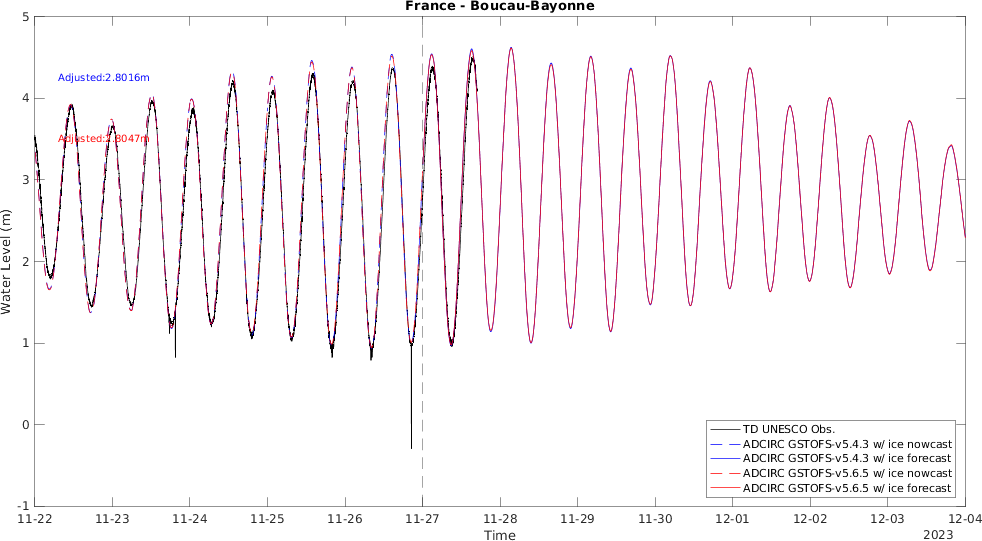 France - Boucau-Bayonne
Water Level (m)
5
4
3
2
1
0
-1
Adjusted:2.8016m
Adjusted:2.8047m
TD UNESCO Obs.
ADCIRC GSTOFS-v5.4.3 w/ ice nowcast
ADCIRC GSTOFS-v5.4.3 w/ ice forecast
ADCIRC GSTOFS-v5.6.5 w/ ice nowcast
ADCIRC GSTOFS-v5.6.5 w/ ice forecast
11-22 11-23 11-24 11-25 11-26 11-27 11-28 11-29 11-30 12-01 12-02 12-03 12-04
Time
2023